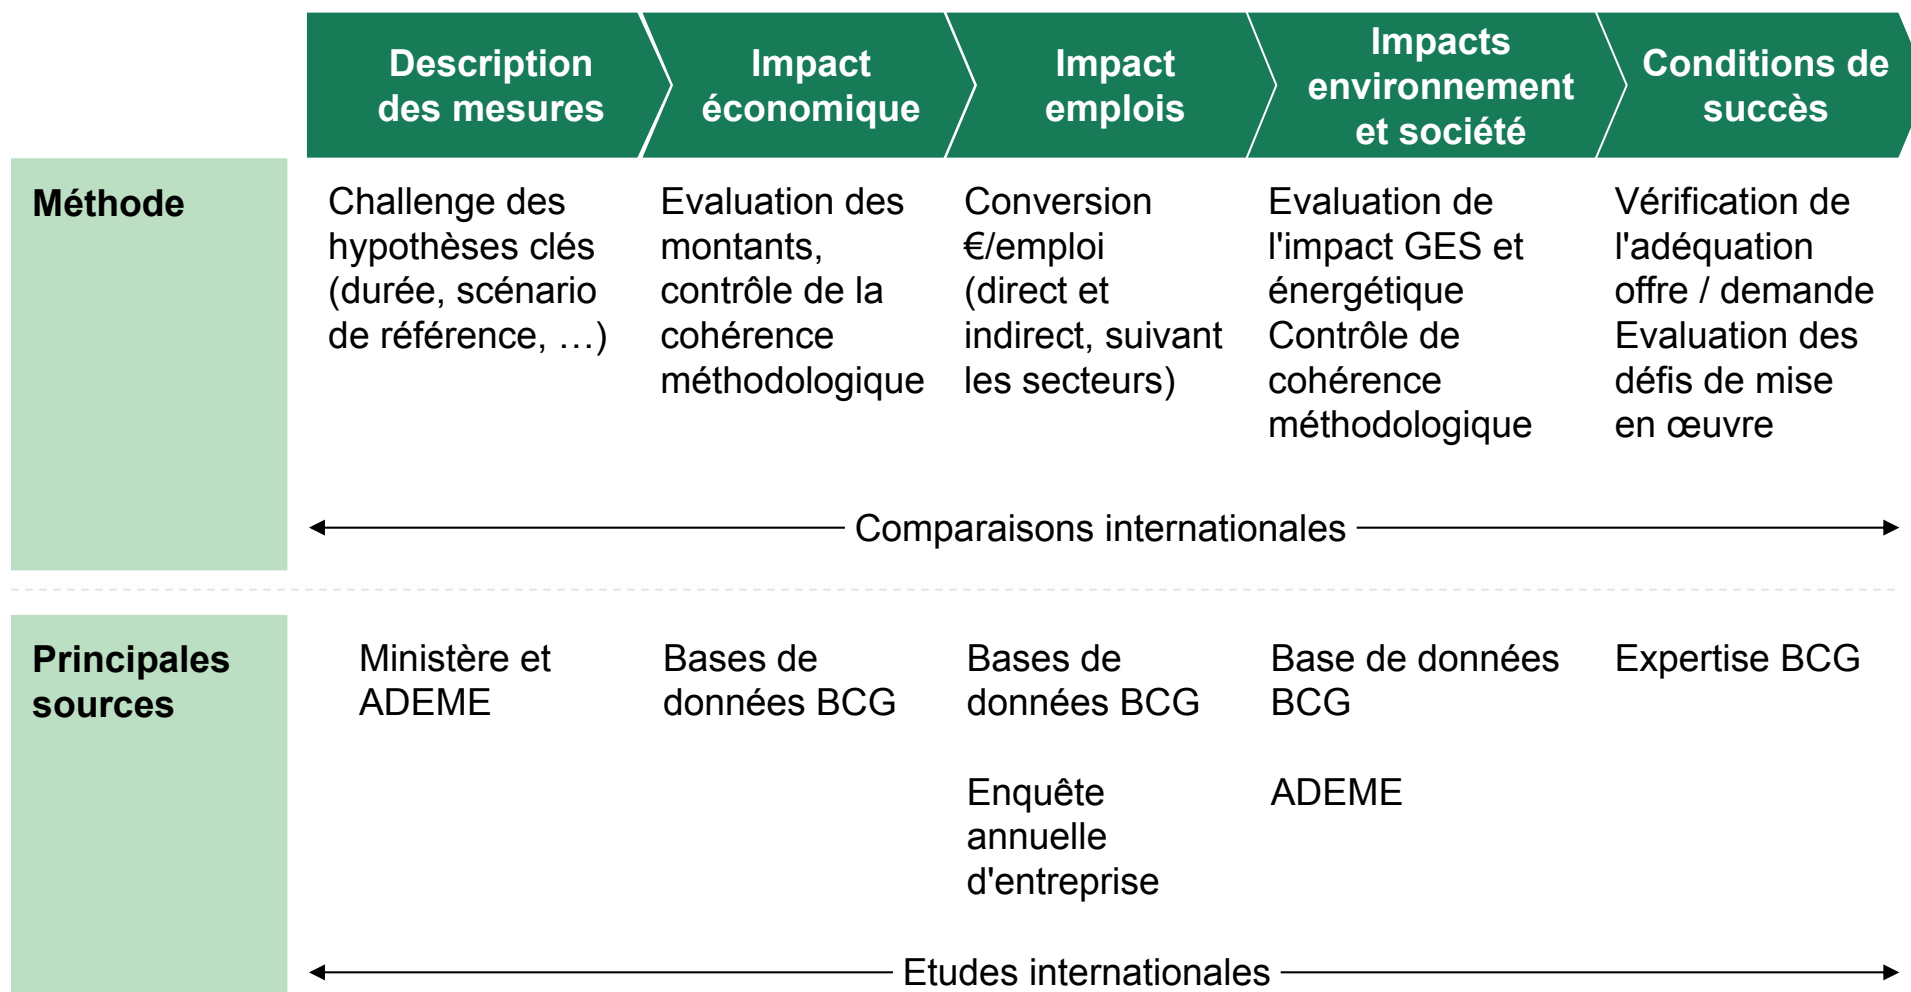 Description
des mesures
Impact
économique
Impact
emplois
Impacts
environnement
et société
Conditions de
succès
Méthode
Challenge des
hypothèses clés
(durée, scénario
de référence, …)
Evaluation des
montants,
contrôle de la
cohérence
méthodologique
Conversion
€/emploi
(direct et
indirect, suivant
les secteurs)
Evaluation de
l'impact GES et
énergétique
Contrôle de
cohérence
méthodologique
Vérification de
l'adéquation
offre / demande
Evaluation des
défis de mise
en œuvre
Comparaisons internationales
Principales
sources
Ministère et
ADEME
Bases de
données BCG
Bases de
données BCG
Enquête
annuelle
d'entreprise
Base de données
BCG
ADEME
Expertise BCG
Etudes internationales